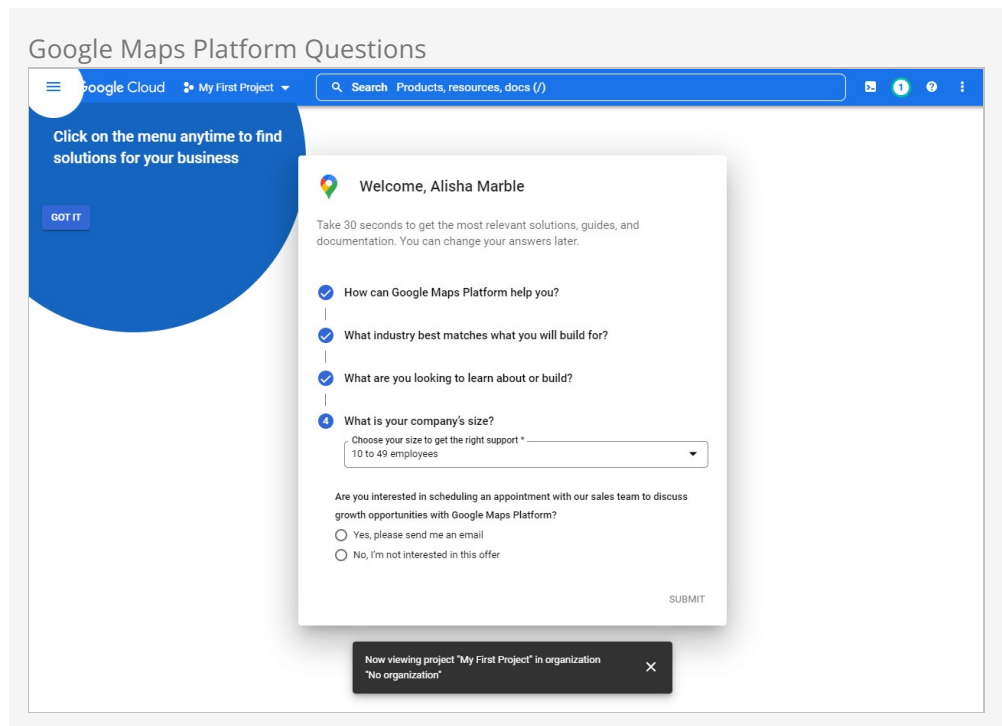 Google Maps Platform Questions
Google Cloud My First Project Search Products, resources, docs (/) 1
Click on the menu anytime to find
solutions for your business
GOT IT
Welcome, Alisha Marble
Take 30 seconds to get the most relevant solutions, guides, and
documentation. You can change your answers later.
How can Google Maps Platform help you?
What industry best matches what you will build for?
What are you looking to learn about or build?
4 What is your company's size?
Choose your size to get the right support *
10 to 49 employees
Are you interested in scheduling an appointment with our sales team to discuss
growth opportunities with Google Maps Platform?
Yes, please send me an email
No, I'm not interested in this offer
SUBMIT
Now viewing project "My First Project" in organization
"No organization"